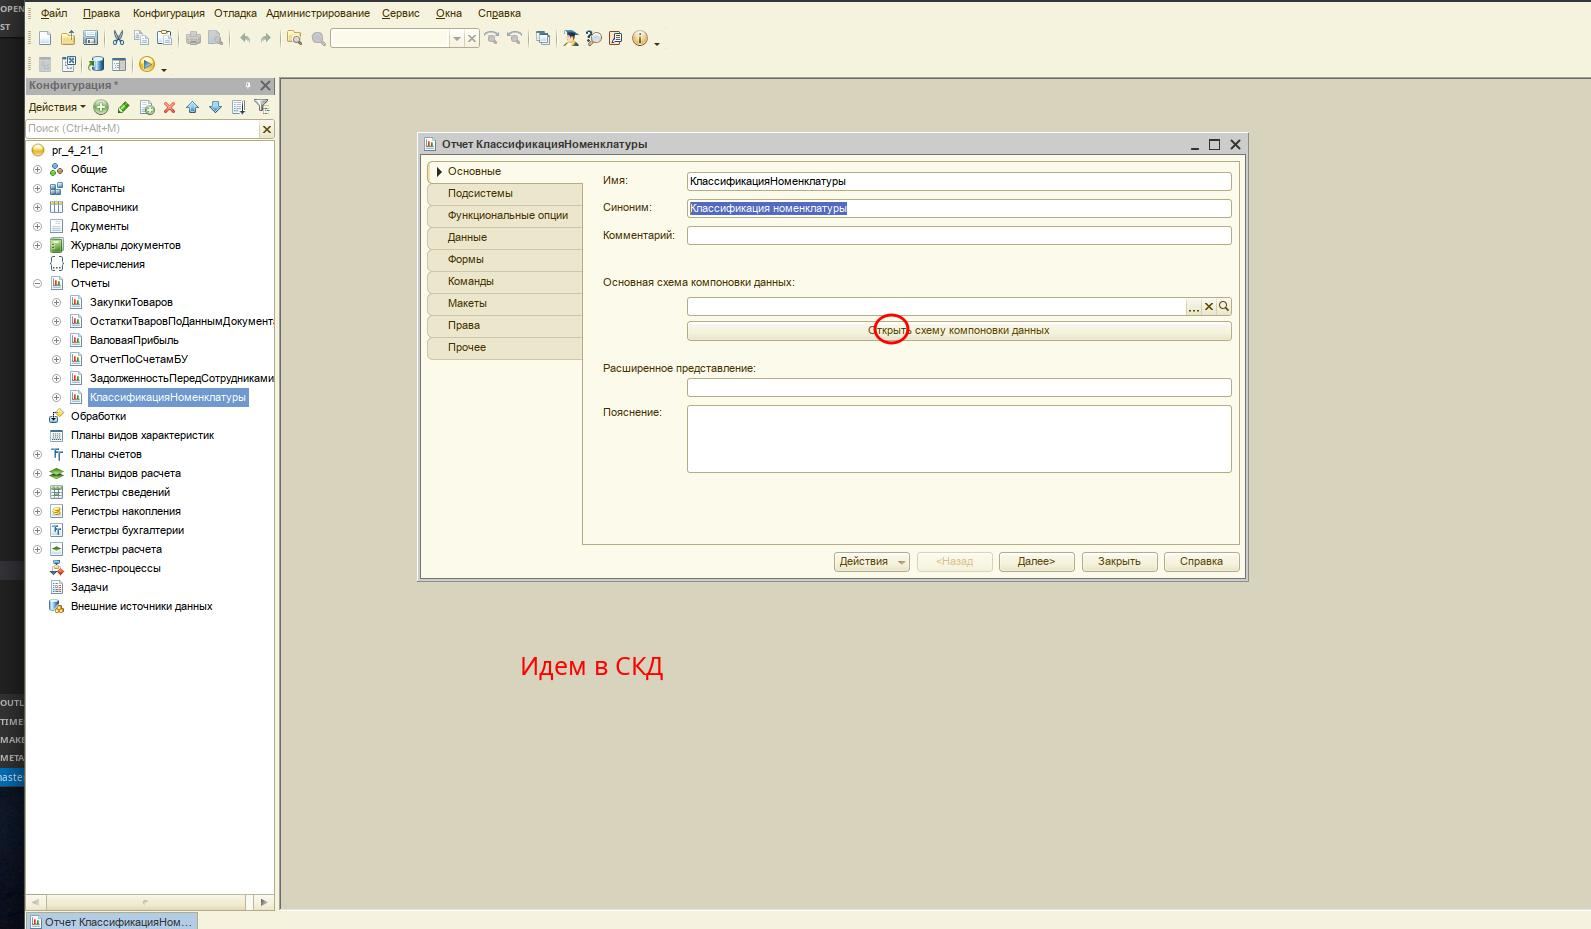 OPEN
ST
Файл Правка Конфигурация Отладка Администрирование Сервис Окна Справка
Конфигурация *
Действия
Поиск (Ctrl+Alt+M)
pr_4_21_1
Общие
Константы
Справочники
Документы
Журналы документов
Перечисления
Отчеты
ЗакупкиТоваров
ОстаткиТваровПоДаннымДокумент
ВаловаяПрибыль
ОтчетПоСчетамБУ
ЗадолженностьПередСотрудниками
КлассификацияНоменклатуры
Обработки
Планы видов характеристик
Планы счетов
Планы видов расчета
Регистры сведений
Регистры накопления
Регистры бухгалтерии
Регистры расчета
Бизнес-процессы
Задачи
Внешние источники данных
Отчет КлассификацияНоменклатуры
Основные
Подсистемы
Функциональные опции
Данные
Формы
Команды
Макеты
Права
Прочее
Имя: КлассификацияНоменклатуры
Синоним: Классификация номенклатуры
Комментарий:
Основная схема компоновки данных:
Открыть схему компоновки данных
Расширенное представление:
Пояснение:
Действия <Назад Далее> Закрыть Справка
Идем в СКД
OUTL
TIME
MAKE
META
master
Отчет КлассификацияНом...